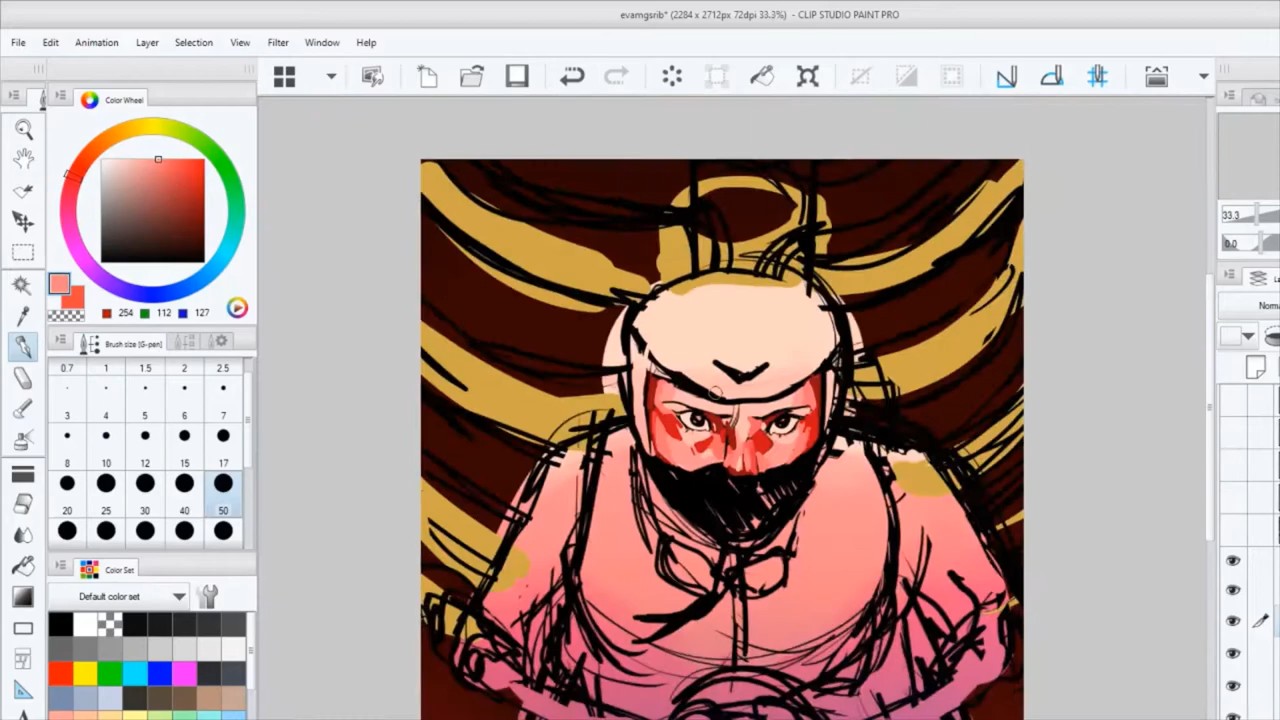 evamgsrib* (2284 x 2712px 72dpi 33.3%) - CLIP STUDIO PAINT PRO
File Edit Animation Layer Selection View Filter Window Help
Color Wheel
254 112 127
Brush size [G-pen]
0.7 1 1.5 2 2.5
3 4 5 6 7
8 10 12 15 17
20 25 30 40 50
Color Set
Default color set
33.3
0.0
La
Norma